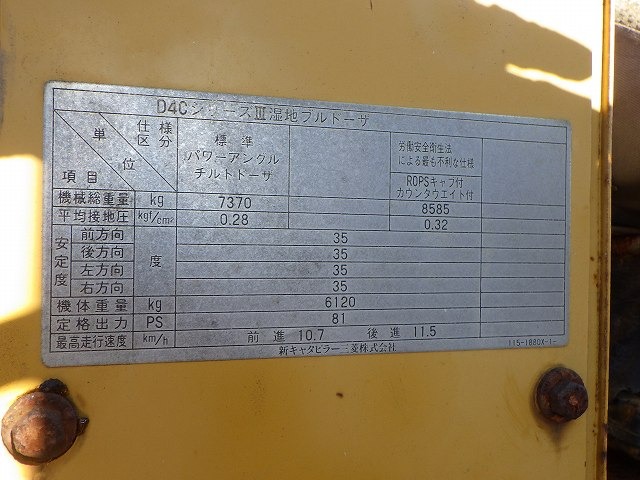 D4CシリーズⅢ湿地ブルドーザ
単位
仕様区分
項目
標準
パワーアングル
チルトドーザ
労働安全衛生法
による最も不利な仕様
ROPSキャブ付
カウンタウエイト付
機械総重量 kg 7370 8585
平均接地圧 kgf/cm² 0.28 0.32
安定度 前方向 度 35
後方向 35
左方向 35
右方向 35
機体重量 kg 6120
定格出力 PS 81
最高走行速度 km/h 前進 10.7 後進 11.5
新キャタピラー三菱株式会社